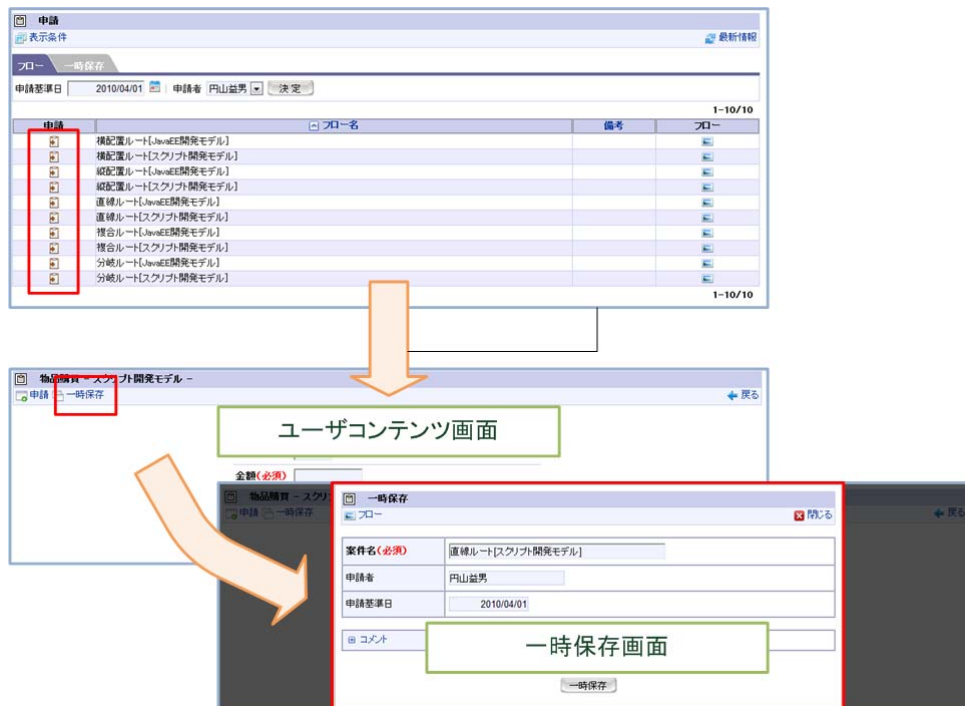 申請
表示条件 最新情報
フロー 一時保存
申請基準日 2010/04/01 申請者 円山益男 決定
1-10/10
申請 フロー名 備考 フロー
横配置ルート[JavaEE開発モデル]
横配置ルート[スクリプト開発モデル]
縦配置ルート[JavaEE開発モデル]
縦配置ルート[スクリプト開発モデル]
直線ルート[JavaEE開発モデル]
直線ルート[スクリプト開発モデル]
複合ルート[JavaEE開発モデル]
複合ルート[スクリプト開発モデル]
分岐ルート[JavaEE開発モデル]
分岐ルート[スクリプト開発モデル]
1-10/10
物品購買 - スクリプト開発モデル -
申請 一時保存 戻る
ユーザコンテンツ画面
金額(必須)
物品購買 - スクリ
申請 一時保存 戻る
一時保存
フロー 閉じる
案件名(必須) 直線ルート[スクリプト開発モデル]
申請者 円山益男
申請基準日 2010/04/01
コメント
一時保存画面
一時保存